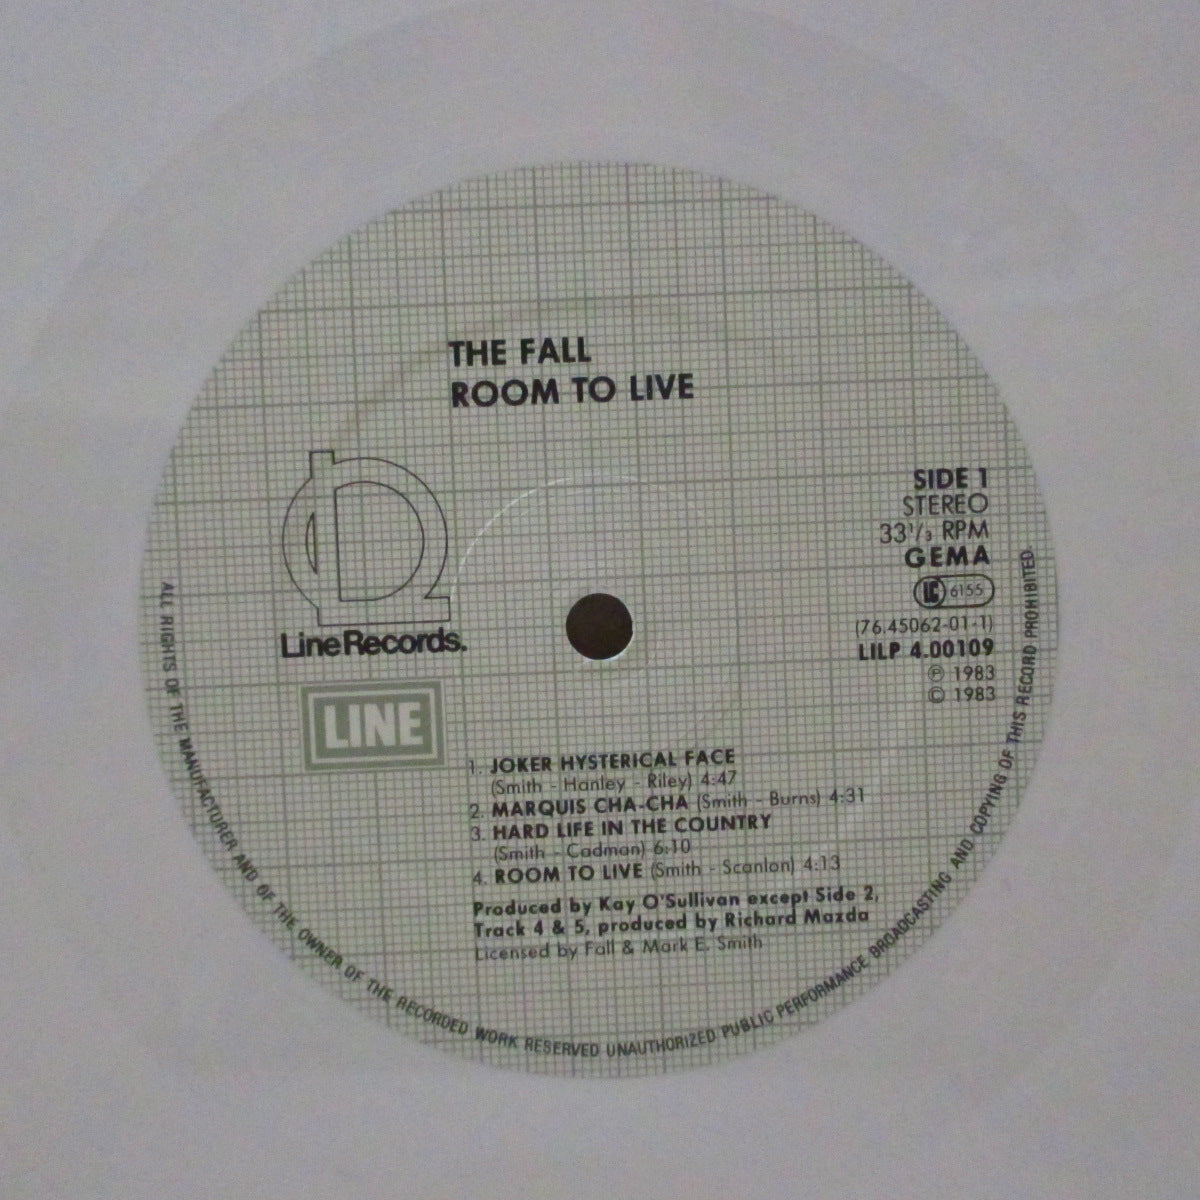 THE FALL
ROOM TO LIVE
SIDE 1
STEREO
33 1/3 RPM
GEMA
LC 6155
(76.45062-01-1)
LILP 4.00109
℗ 1983
© 1983
Line Records.
LINE
1. JOKER HYSTERICAL FACE
(Smith - Hanley - Riley) 4:47
2. MARQUIS CHA-CHA (Smith - Burns) 4:31
3. HARD LIFE IN THE COUNTRY
(Smith - Cadman) 6:10
4. ROOM TO LIVE (Smith - Scanlon) 4:13
Produced by Kay O'Sullivan except Side 2,
Track 4 & 5, produced by Richard Mazda
Licensed by Fall & Mark E. Smith
ALL RIGHTS OF THE MANUFACTURER AND OF THE OWNER OF THE RECORDED WORK RESERVED UNAUTHORIZED PUBLIC PERFORMANCE BROADCASTING AND COPYING OF THIS RECORD PROHIBITED.